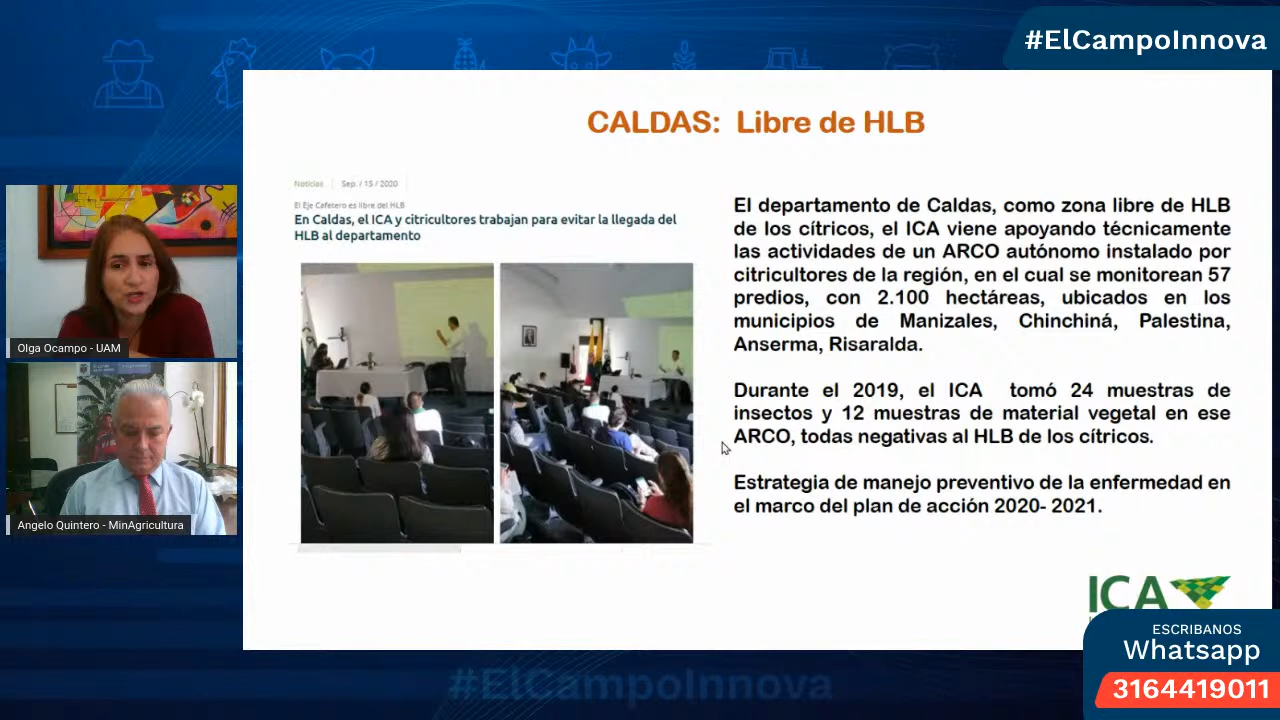 #ElCampoInnova
CALDAS: Libre de HLB
Noticias | Sep. / 15 / 2020
El Eje Cafetero es libre del HLB
En Caldas, el ICA y citricultores trabajan para evitar la llegada del
HLB al departamento
El departamento de Caldas, como zona libre de HLB
de los cítricos, el ICA viene apoyando técnicamente
las actividades de un ARCO autónomo instalado por
citricultores de la región, en el cual se monitorean 57
predios, con 2.100 hectáreas, ubicados en los
municipios de Manizales, Chinchiná, Palestina,
Anserma, Risaralda.
Durante el 2019, el ICA tomó 24 muestras de
insectos y 12 muestras de material vegetal en ese
ARCO, todas negativas al HLB de los cítricos.
Estrategia de manejo preventivo de la enfermedad en
el marco del plan de acción 2020- 2021.
Olga Ocampo - UAM
Angelo Quintero - MinAgricultura
ICA
ESCRIBANOS
Whatsapp
3164419011
#ElCampoInnova